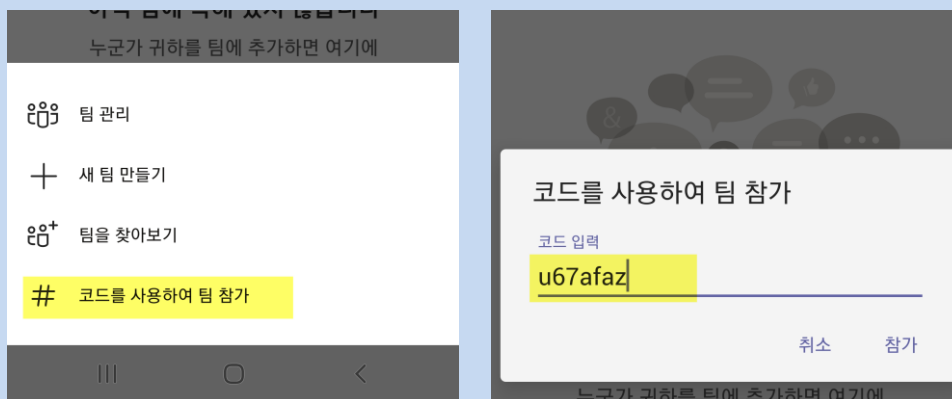 누군가 귀하를 팀에 추가하면 여기에
팀 관리
새 팀 만들기
팀을 찾아보기
# 코드를 사용하여 팀 참가
&
코드를 사용하여 팀 참가
코드 입력
u67afaz
취소 참가
누군가 귀하를 팀에 추가하면 여기에